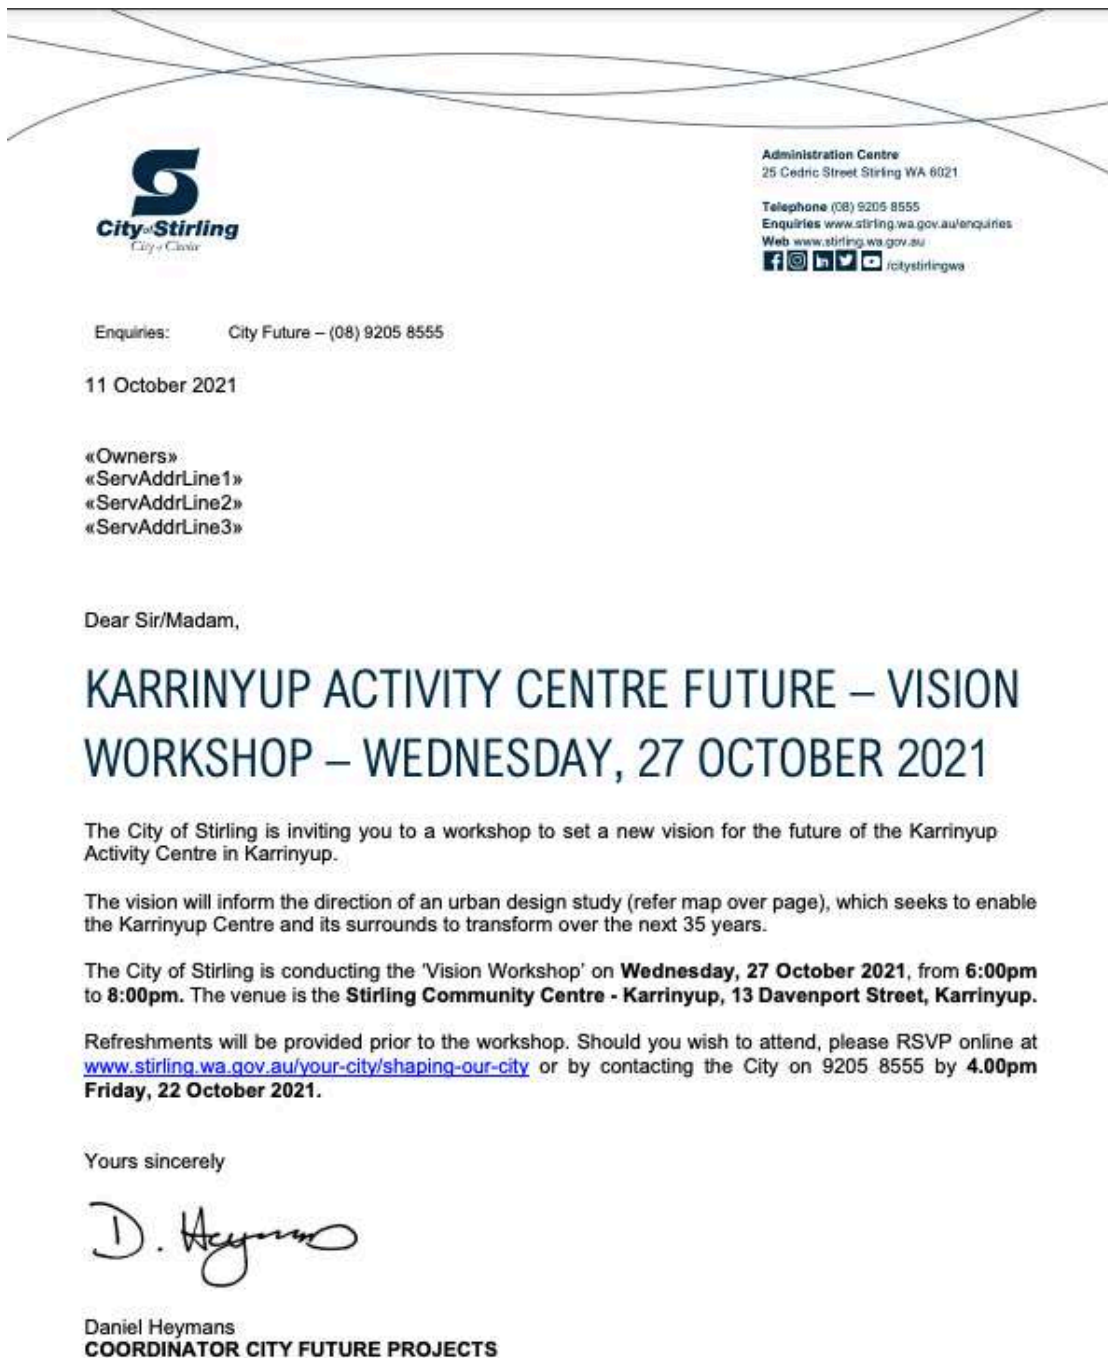 Administration Centre
25 Cedric Street Stirling WA 6021
Telephone (08) 9205 8555
Enquiries www.stirling.wa.gov.au/enquiries
Web www.stirling.wa.gov.au
/citystirlingwa
City of Stirling
City of Choice
Enquiries: City Future – (08) 9205 8555
11 October 2021
«Owners»
«ServAddrLine1»
«ServAddrLine2»
«ServAddrLine3»
Dear Sir/Madam,
KARRINYUP ACTIVITY CENTRE FUTURE – VISION
WORKSHOP – WEDNESDAY, 27 OCTOBER 2021
The City of Stirling is inviting you to a workshop to set a new vision for the future of the Karrinyup
Activity Centre in Karrinyup.
The vision will inform the direction of an urban design study (refer map over page), which seeks to enable
the Karrinyup Centre and its surrounds to transform over the next 35 years.
The City of Stirling is conducting the 'Vision Workshop' on Wednesday, 27 October 2021, from 6:00pm
to 8:00pm. The venue is the Stirling Community Centre - Karrinyup, 13 Davenport Street, Karrinyup.
Refreshments will be provided prior to the workshop. Should you wish to attend, please RSVP online at
www.stirling.wa.gov.au/your-city/shaping-our-city or by contacting the City on 9205 8555 by 4.00pm
Friday, 22 October 2021.
Yours sincerely
D. Heymans
Daniel Heymans
COORDINATOR CITY FUTURE PROJECTS